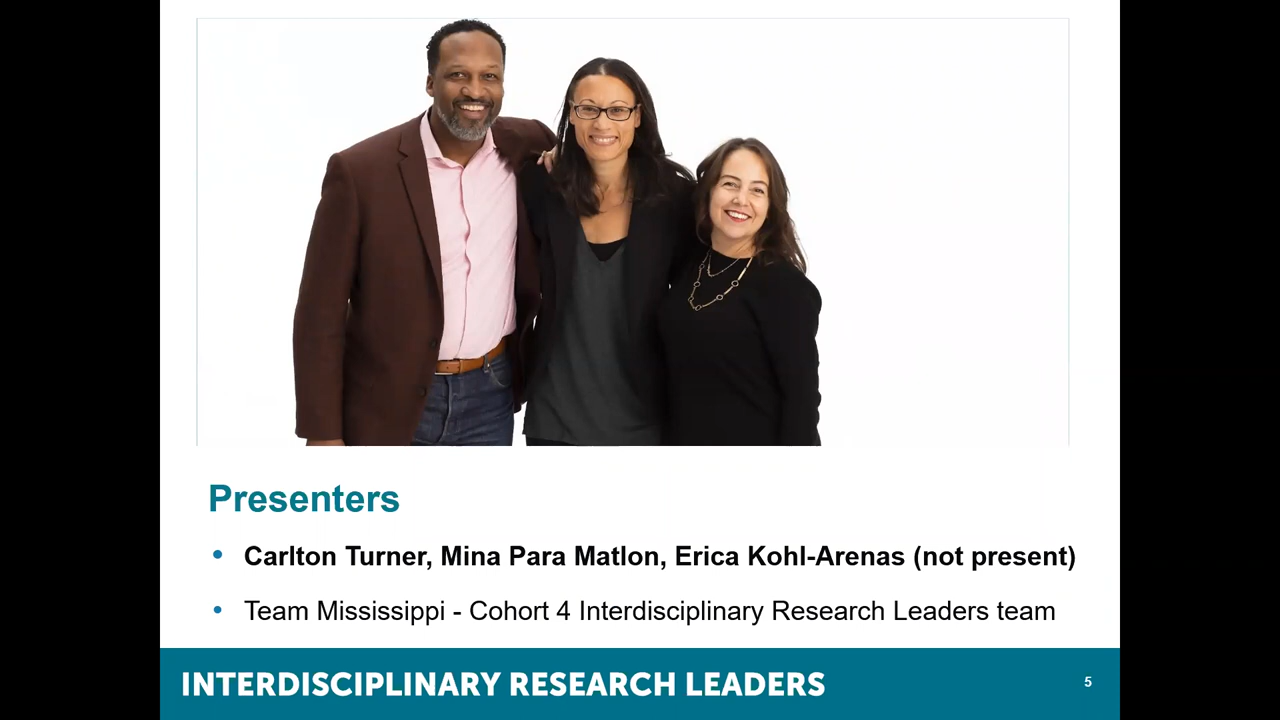 Presenters
• Carlton Turner, Mina Para Matlon, Erica Kohl-Arenas (not present)
• Team Mississippi - Cohort 4 Interdisciplinary Research Leaders team
INTERDISCIPLINARY RESEARCH LEADERS
5